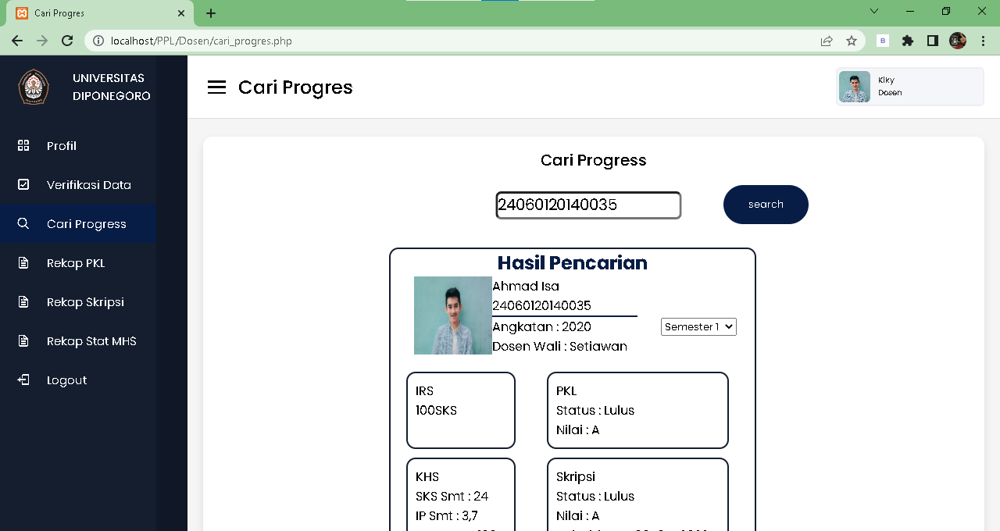 Cari Progres
localhost/PPL/Dosen/cari_progres.php
B
UNIVERSITAS
DIPONEGORO
Cari Progres
Kiky
Dosen
Profil
Verifikasi Data
Cari Progress
Rekap PKL
Rekap Skripsi
Rekap Stat MHS
Logout
Cari Progress
24060120140035
search
Hasil Pencarian
Ahmad Isa
24060120140035
Angkatan : 2020
Semester 1
Dosen Wali : Setiawan
IRS
100SKS
PKL
Status : Lulus
Nilai : A
KHS
SKS Smt : 24
IP Smt : 3,7
Skripsi
Status : Lulus
Nilai : A